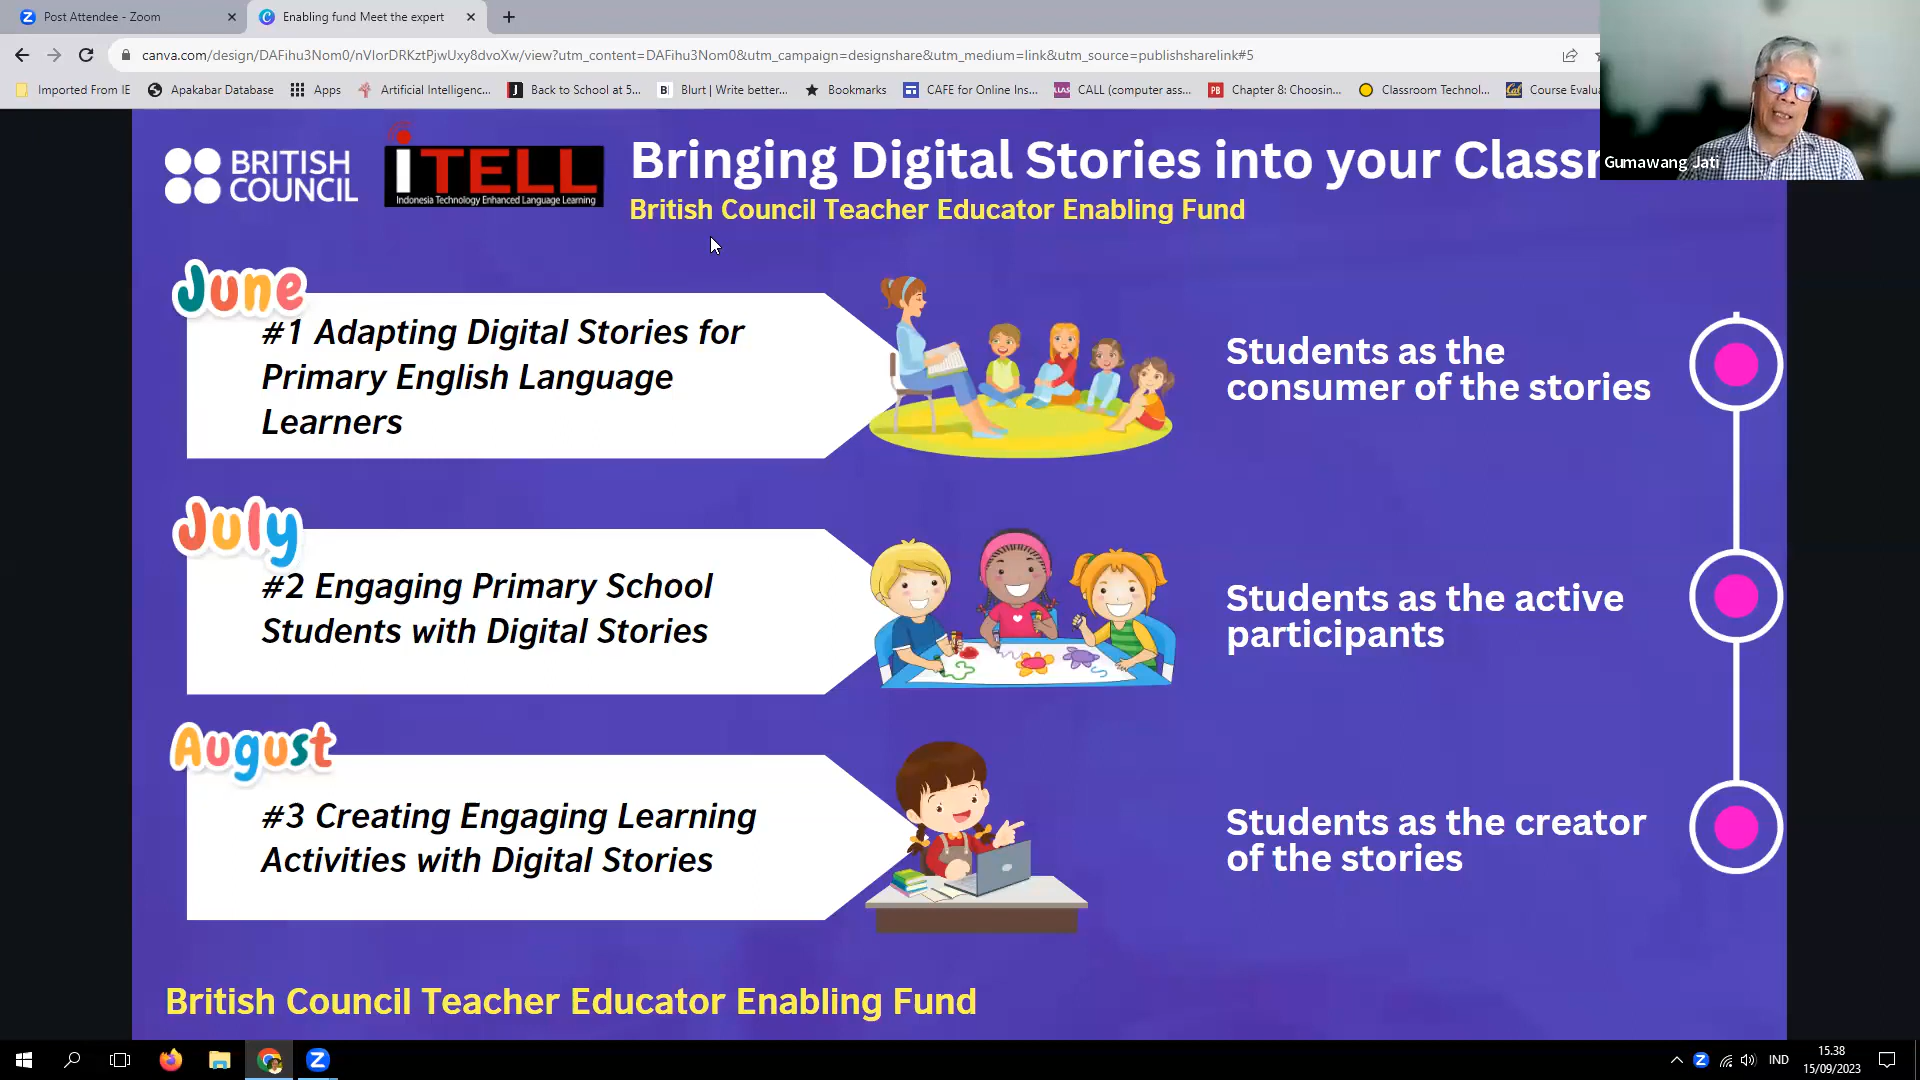 Post Attendee - Zoom
Enabling fund Meet the expert
canva.com/design/DAFihu3Nom0/nVIorDRKztPjwUxy8dvoXw/view?utm_content=DAFihu3Nom0&utm_campaign=designshare&utm_medium=link&utm_source=publishsharelink#5
Imported From IE
Apakabar Database
Apps
Artificial Intelligenc...
Back to School at 5...
Blurt | Write better...
Bookmarks
CAFE for Online Ins...
CALL (computer ass...
Chapter 8: Choosin...
Classroom Technol...
Course Evalua
Gumawang Jati
BRITISH
COUNCIL
iTELL
Indonesia Technology Enhanced Language Learning
Bringing Digital Stories into your Classr
British Council Teacher Educator Enabling Fund
June
#1 Adapting Digital Stories for
Primary English Language
Learners
Students as the
consumer of the stories
July
#2 Engaging Primary School
Students with Digital Stories
Students as the active
participants
August
#3 Creating Engaging Learning
Activities with Digital Stories
Students as the creator
of the stories
British Council Teacher Educator Enabling Fund
IND
15.38
15/09/2023